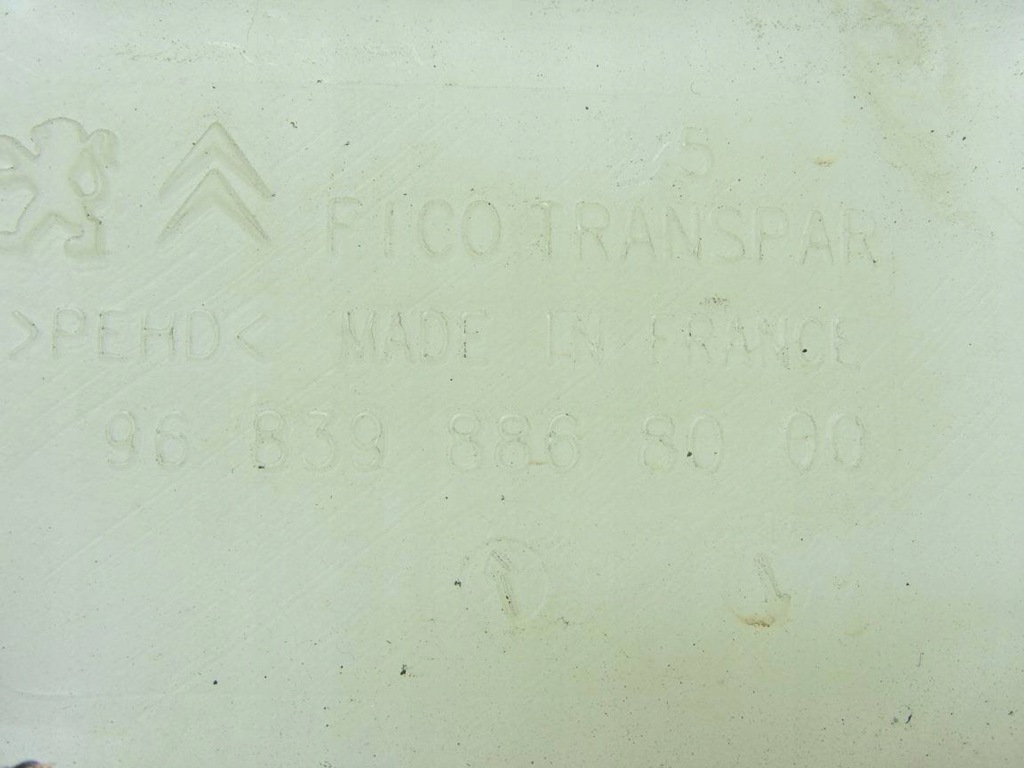 5
FICO TRANSPAR
>PEHD< MADE IN FRANCE
96 839 886 80 00